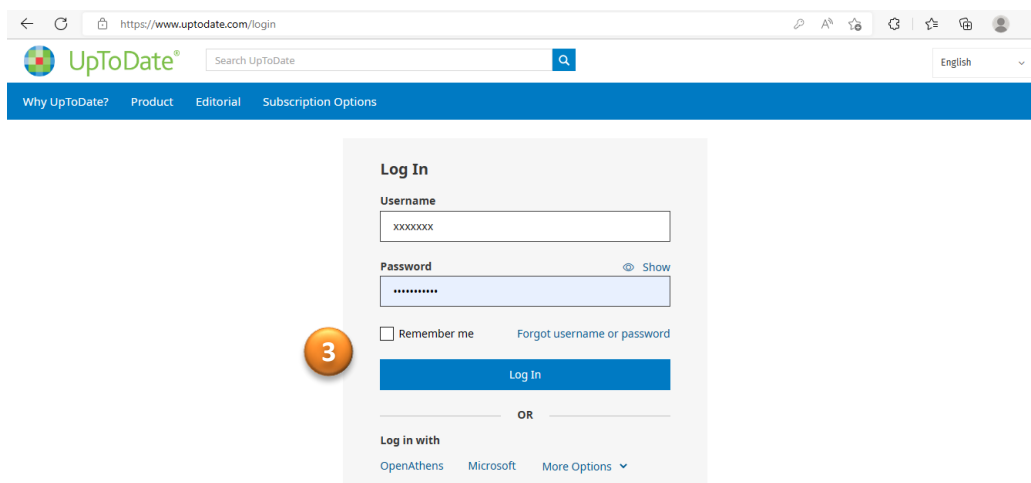 https://www.uptodate.com/login
UpToDate®
Search UpToDate
English
Why UpToDate? Product Editorial Subscription Options
Log In
Username
xxxxxxx
Password Show
•••••••••••
3
Remember me Forgot username or password
Log In
OR
Log in with
OpenAthens Microsoft More Options